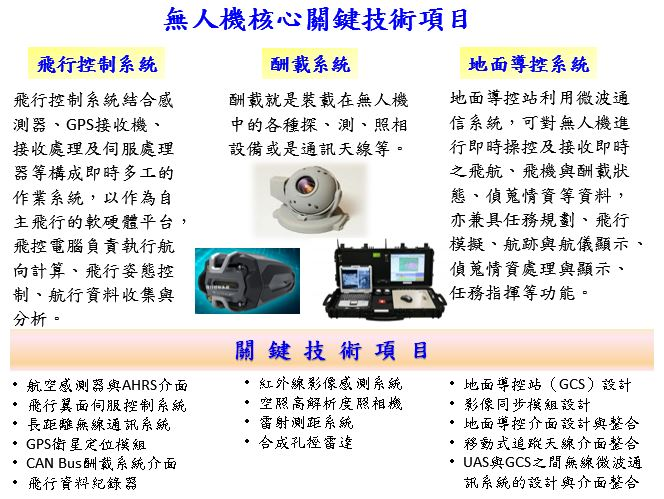 無人機核心關鍵技術項目
飛行控制系統
飛行控制系統結合感
測器、GPS接收機、
接收處理及伺服處理
器等構成即時多工的
作業系統，以作為自
主飛行的軟硬體平台，
飛控電腦負責執行航
向計算、飛行姿態控
制、航行資料收集與
分析。
酬載系統
酬載就是裝載在無人機
中的各種探、測、照相
設備或是通訊天線等。
地面導控系統
地面導控站利用微波通
信系統，可對無人機進
行即時操控及接收即時
之飛航、飛機與酬載狀
態、偵蒐情資等資料，
亦兼具任務規劃、飛行
模擬、航跡與航儀顯示、
偵蒐情資處理與顯示、
任務指揮等功能。
關鍵技術項目
• 航空感測器與AHRS介面
• 飛行翼面伺服控制系統
• 長距離無線通訊系統
• GPS衛星定位模組
• CAN Bus酬載系統介面
• 飛行資料紀錄器
• 紅外線影像感測系統
• 空照高解析度照相機
• 雷射測距系統
• 合成孔徑雷達
• 地面導控站（GCS）設計
• 影像同步模組設計
• 地面導控介面設計與整合
• 移動式追蹤天線介面整合
• UAS與GCS之間無線微波通
訊系統的設計與介面整合